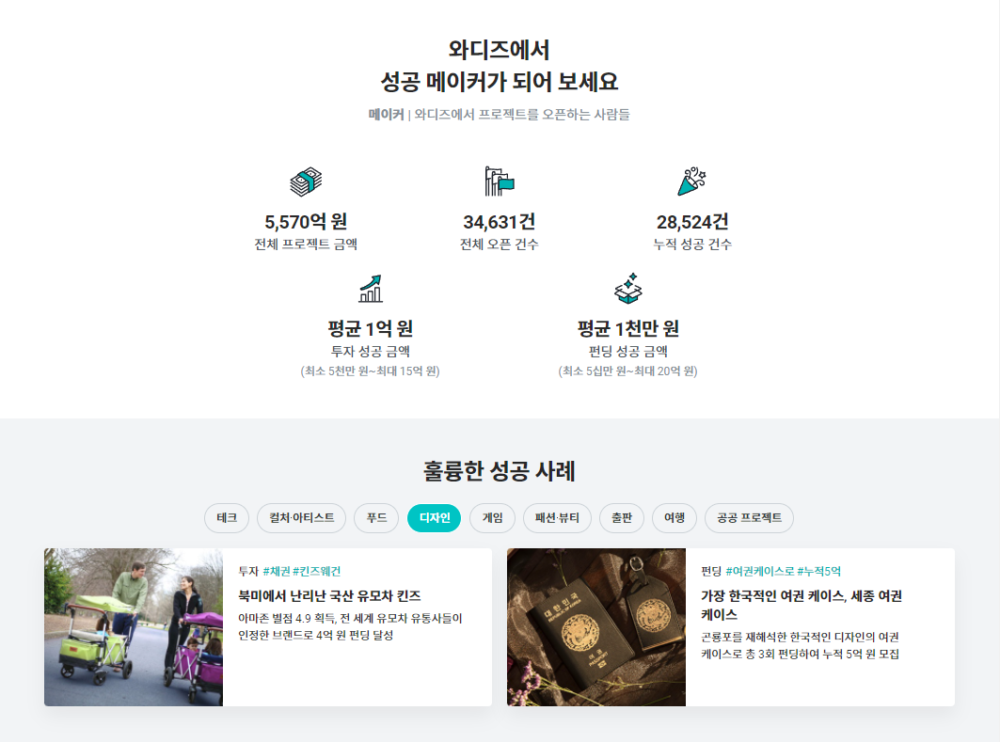 와디즈에서
성공 메이커가 되어 보세요
메이커 | 와디즈에서 프로젝트를 오픈하는 사람들
5,570억 원
전체 프로젝트 금액
34,631건
전체 오픈 건수
28,524건
누적 성공 건수
평균 1억 원
투자 성공 금액
(최소 5천만 원~최대 15억 원)
평균 1천만 원
펀딩 성공 금액
(최소 5십만 원~최대 20억 원)
훌륭한 성공 사례
테크 컬처·아티스트 푸드 디자인 게임 패션·뷰티 출판 여행 공공 프로젝트
투자 #채권 #킨즈웨건
북미에서 난리난 국산 유모차 킨즈
아마존 별점 4.9 획득, 전 세계 유모차 유통사들이
인정한 브랜드로 4억 원 펀딩 달성
대한민국
REPUBLIC OF KOREA
여권
PASSPORT
펀딩 #여권케이스로 #누적5억
가장 한국적인 여권 케이스, 세종 여권
케이스
곤룡포를 재해석한 한국적인 디자인의 여권
케이스로 총 3회 펀딩하여 누적 5억 원 모집